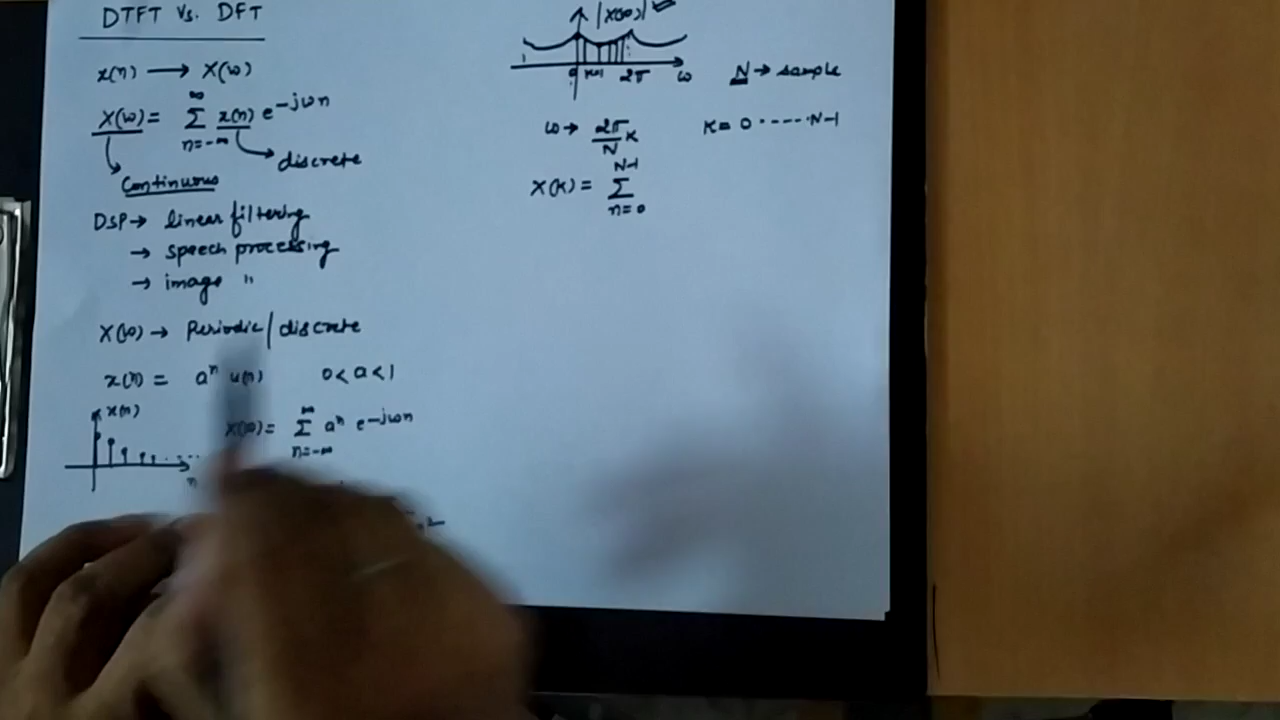 DTFT Vs. DFT
x(n) → X(ω)
X(ω) = Σ x(n) e^-jωn
∞
n=-∞
discrete
Continuous
DSP → linear filtering
→ speech processing
→ image "
X(ω) → Periodic/discrete
x(n) = a^n u(n) 0<a<1
x(n)
n
X(ω) = Σ a^n e^-jωn
∞
n=-∞
|X(ω)|
0 π 2π ω
N → sample
ω → 2π/N K K = 0 ----- N-1
X(K) = Σ
N-1
n=0